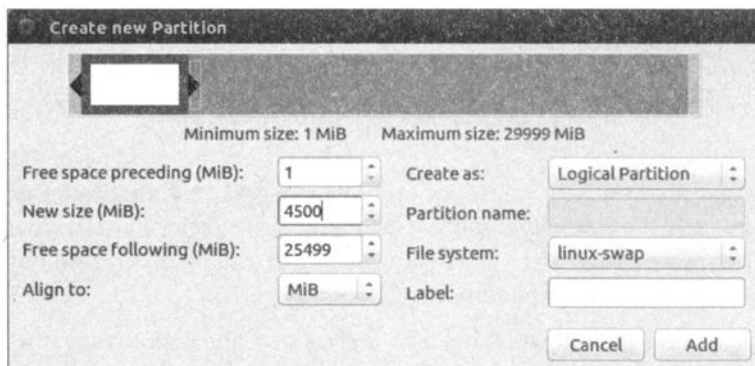 Create new Partition
Minimum size: 1 MiB Maximum size: 29999 MiB
Free space preceding (MiB): 1 Create as: Logical Partition
New size (MiB): 4500 Partition name:
Free space following (MiB): 25499 File system: linux-swap
Align to: MiB Label:
Cancel Add